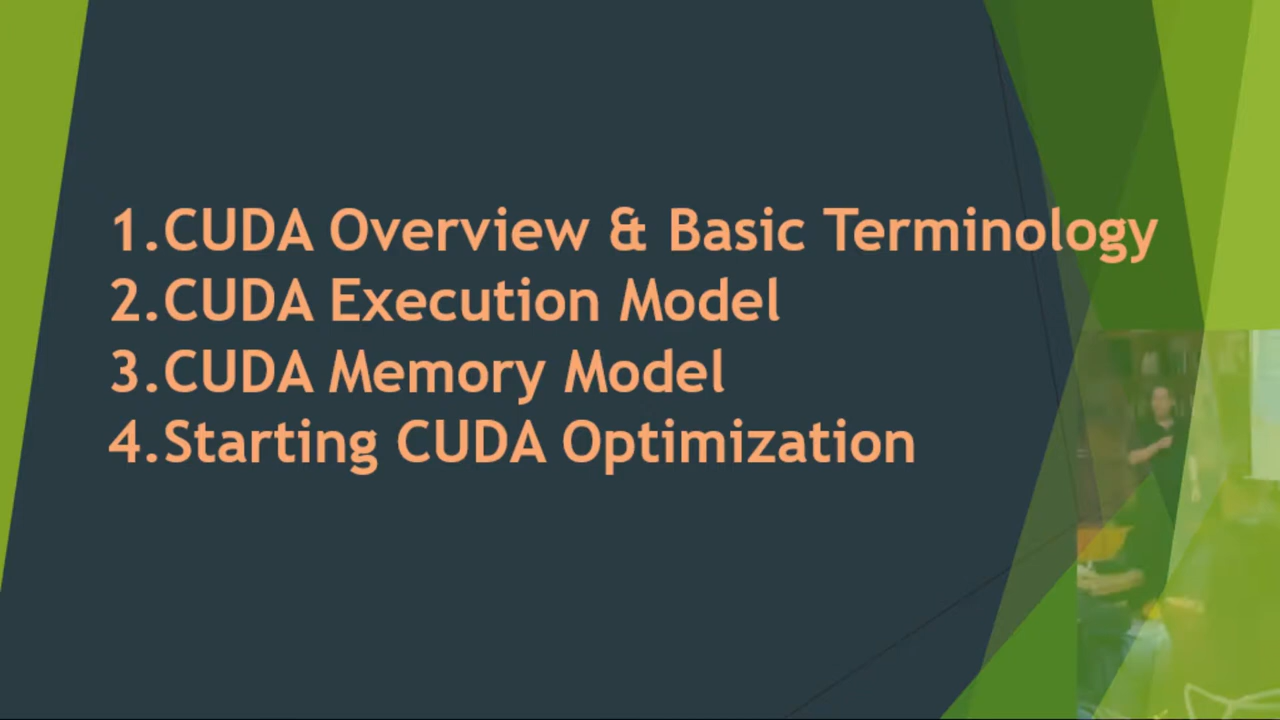 1.CUDA Overview & Basic Terminology
2.CUDA Execution Model
3.CUDA Memory Model
4.Starting CUDA Optimization